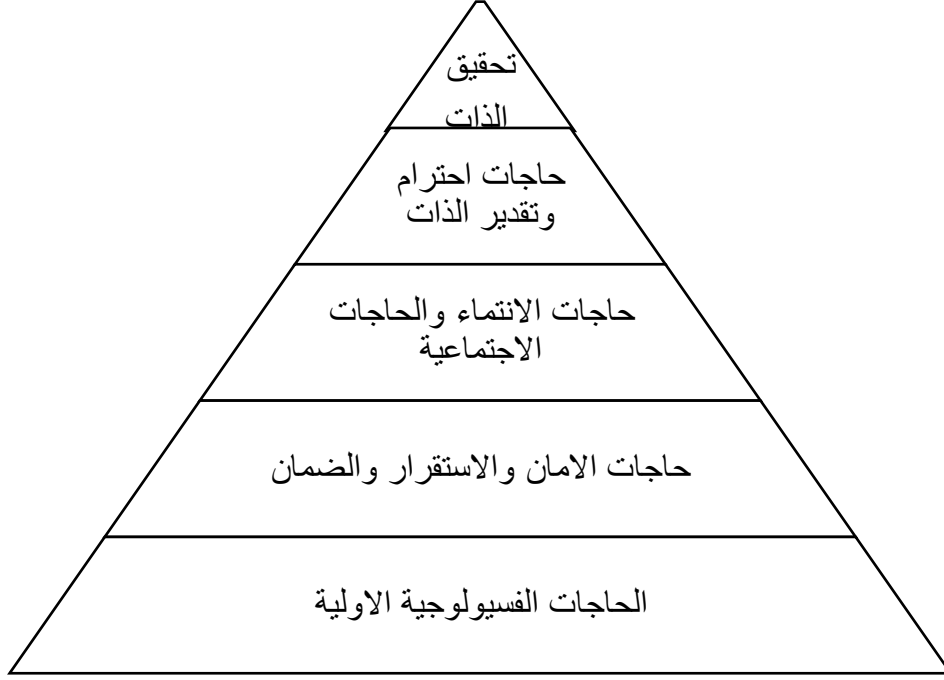 تحقيق
الذات
حاجات احترام
وتقدير الذات
حاجات الانتماء والحاجات
الاجتماعية
حاجات الامان والاستقرار والضمان
الحاجات الفسيولوجية الاولية